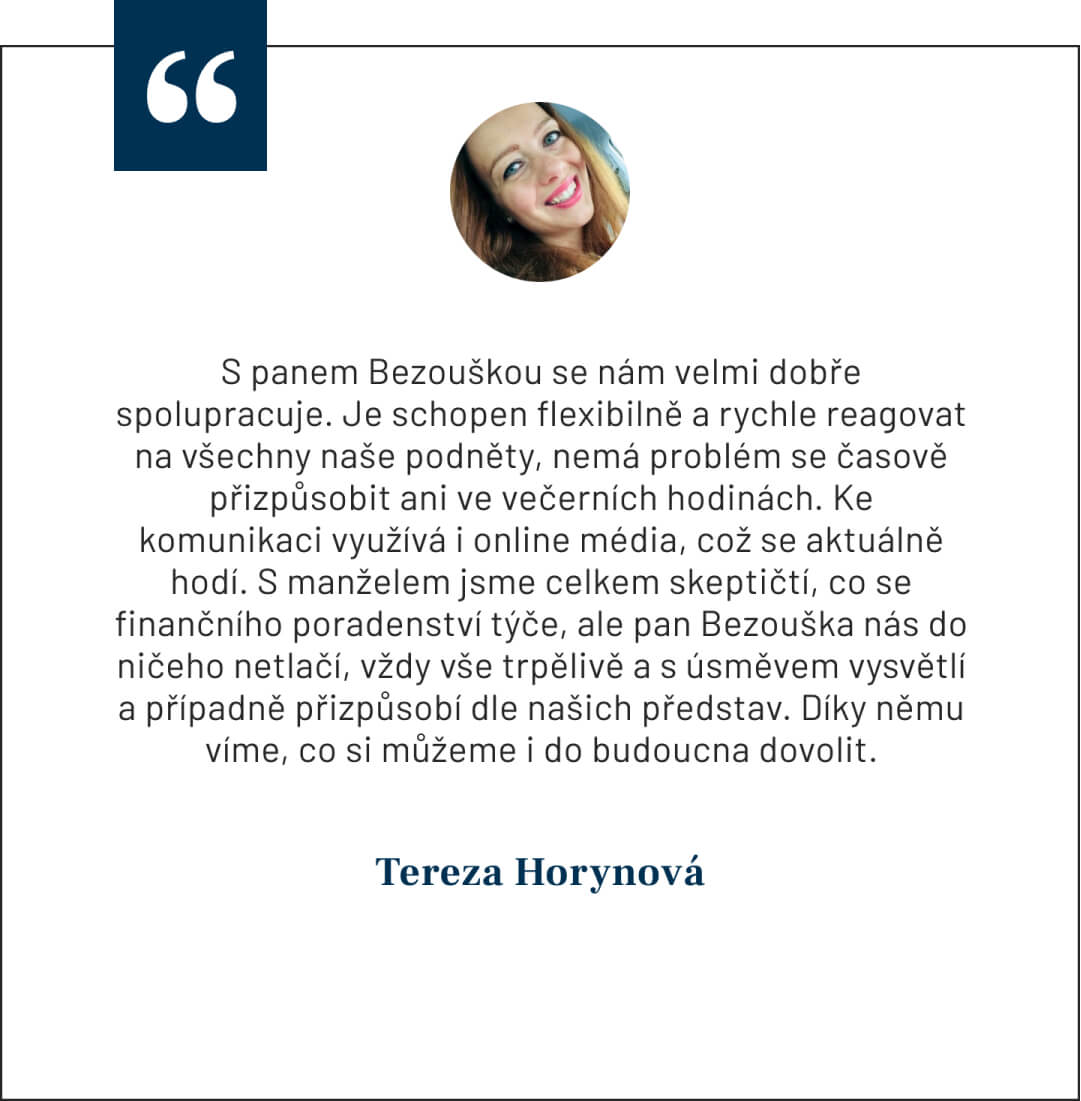 “
S panem Bezouškou se nám velmi dobře
spolupracuje. Je schopen flexibilně a rychle reagovat
na všechny naše podněty, nemá problém se časově
přizpůsobit ani ve večerních hodinách. Ke
komunikaci využívá i online média, což se aktuálně
hodí. S manželem jsme celkem skeptičtí, co se
finančního poradenství týče, ale pan Bezouška nás do
ničeho netlačí, vždy vše trpělivě a s úsměvem vysvětlí
a případně přizpůsobí dle našich představ. Díky němu
víme, co si můžeme i do budoucna dovolit.
Tereza Horynová